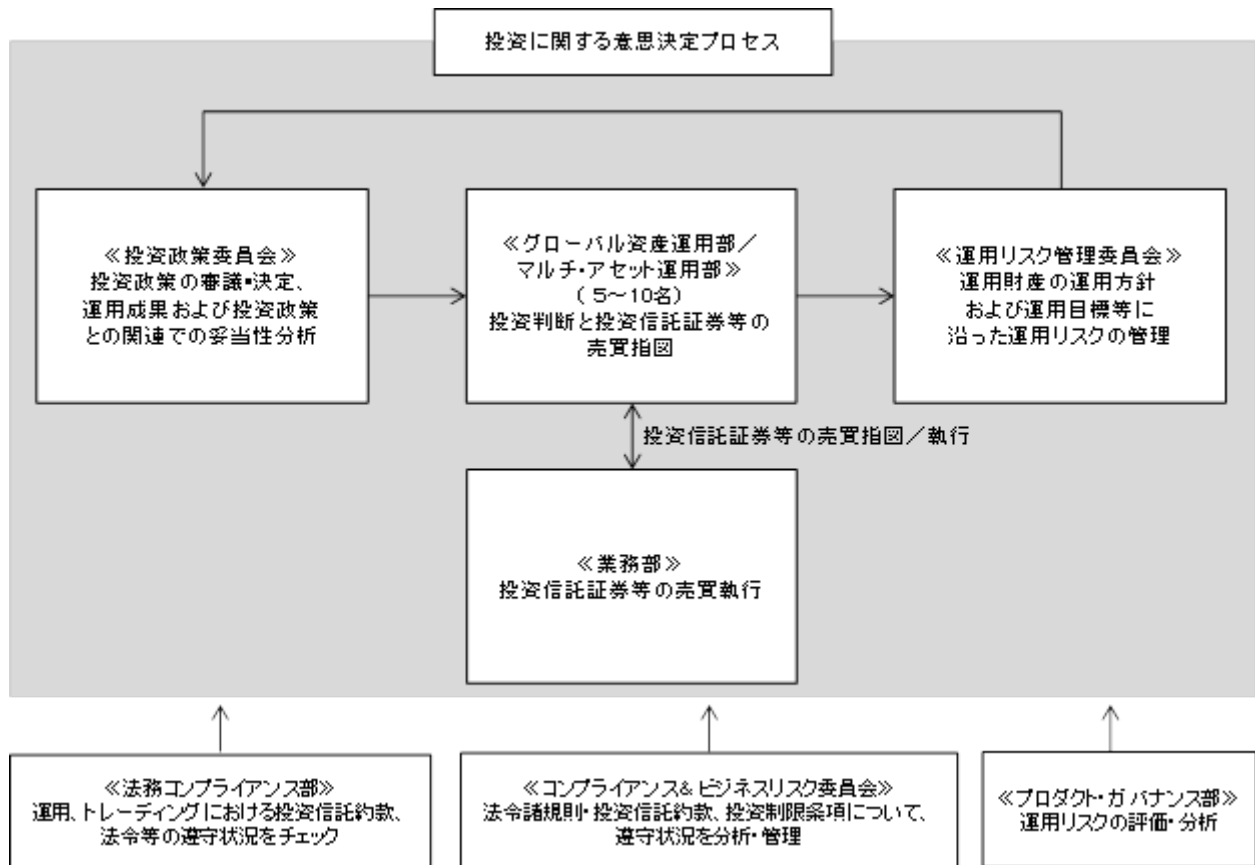 投資に関する意思決定プロセス
≪投資政策委員会≫
投資政策の審議・決定、
運用成果および投資政策
との関連での妥当性分析
≪グローバル資産運用部／
マルチ・アセット運用部≫
（5～10名）
投資判断と投資信託証券等の
売買指図
≪運用リスク管理委員会≫
運用財産の運用方針
および運用目標等に
沿った運用リスクの管理
投資信託証券等の売買指図／執行
≪業務部≫
投資信託証券等の売買執行
≪法務コンプライアンス部≫
運用、トレーディングにおける投資信託約款、
法令等の遵守状況をチェック
≪コンプライアンス&ビジネスリスク委員会≫
法令諸規則・投資信託約款、投資制限条項について、
遵守状況を分析・管理
≪プロダクト・ガバナンス部≫
運用リスクの評価・分析